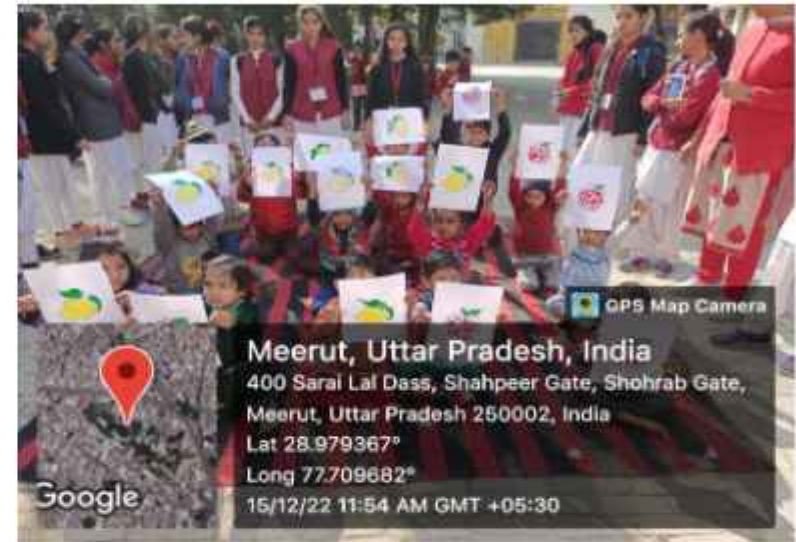 GPS Map Camera
Meerut, Uttar Pradesh, India
400 Sarai Lal Dass, Shahpeer Gate, Shohrab Gate,
Meerut, Uttar Pradesh 250002, India
Lat 28.979367°
Long 77.709682°
15/12/22 11:54 AM GMT +05:30
Google